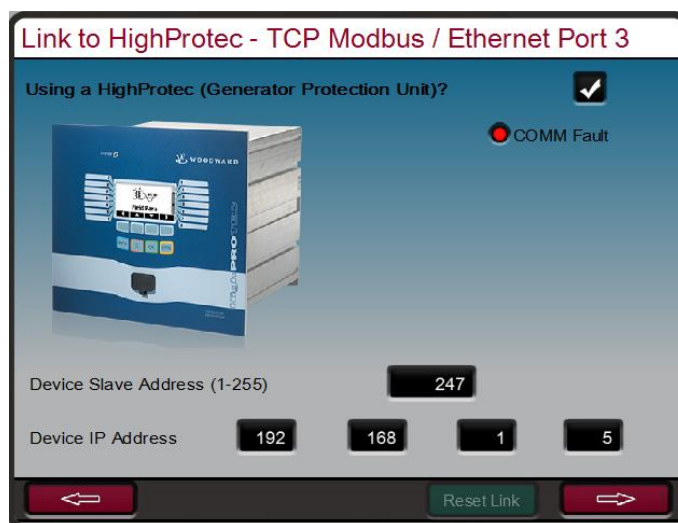 Link to HighProtec - TCP Modbus / Ethernet Port 3
Using a HighProtec (Generator Protection Unit)?
COMM Fault
WOODWARD
HighPROTEC
Device Slave Address (1-255)
247
Device IP Address
192
168
1
5
Reset Link